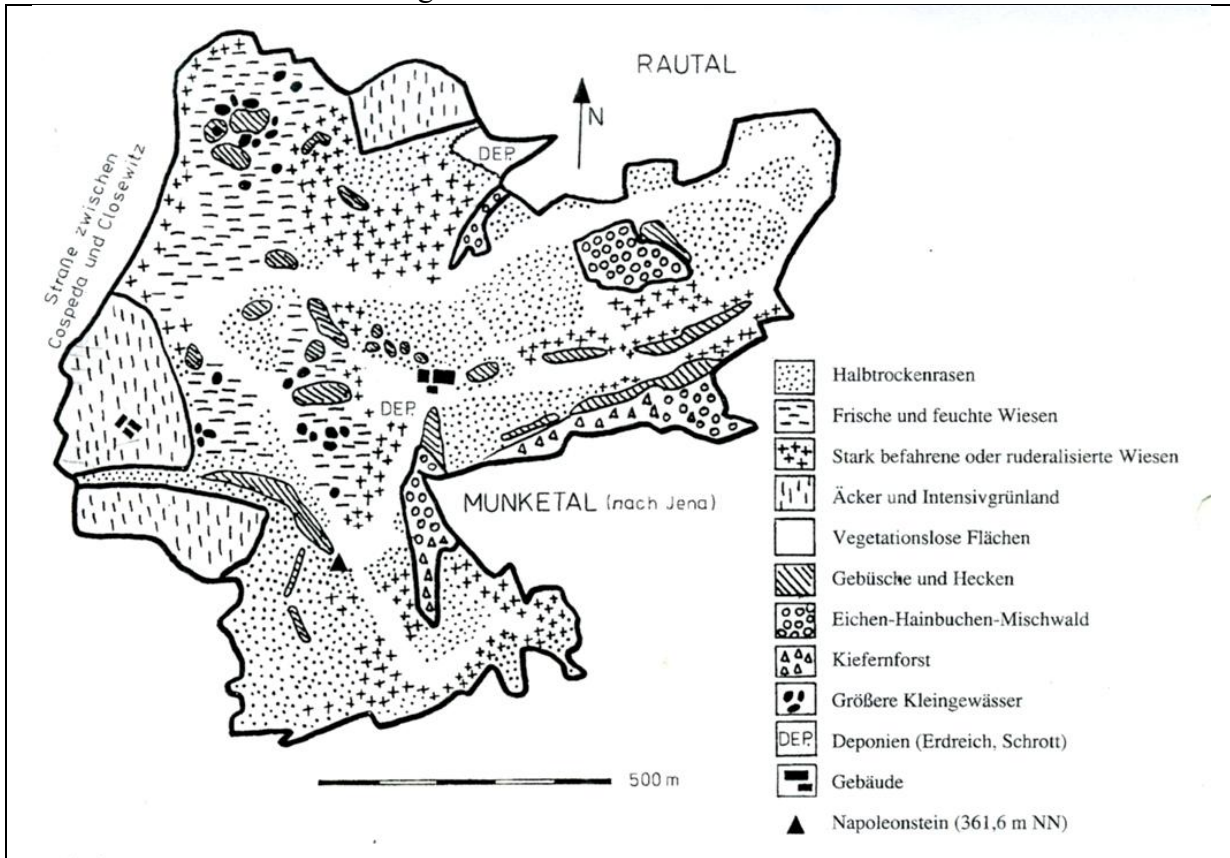 RAUTAL
N
DEP.
Straße zwischen
Cospeda und Closewitz
DEP.
MUNKETAL (nach Jena)
500 m
Halbtrockenrasen
Frische und feuchte Wiesen
Stark befahrene oder ruderalisierte Wiesen
Äcker und Intensivgrünland
Vegetationslose Flächen
Gebüsche und Hecken
Eichen-Hainbuchen-Mischwald
Kiefernforst
Größere Kleingewässer
DEP. Deponien (Erdreich, Schrott)
Gebäude
Napoleonstein (361,6 m NN)